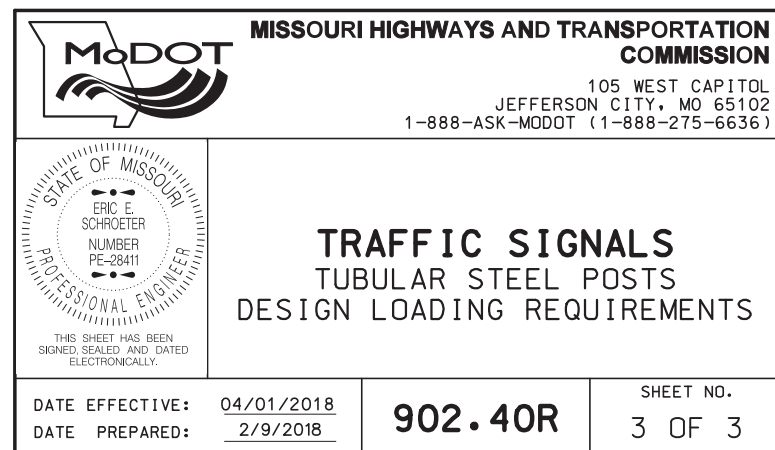 MoDOT
MISSOURI HIGHWAYS AND TRANSPORTATION
COMMISSION
105 WEST CAPITOL
JEFFERSON CITY, MO 65102
1-888-ASK-MODOT (1-888-275-6636)
STATE OF MISSOURI
ERIC E.
SCHROETER
NUMBER
PE-28411
PROFESSIONAL ENGINEER
THIS SHEET HAS BEEN
SIGNED, SEALED AND DATED
ELECTRONICALLY.
TRAFFIC SIGNALS
TUBULAR STEEL POSTS
DESIGN LOADING REQUIREMENTS
DATE EFFECTIVE: 04/01/2018
DATE PREPARED: 2/9/2018
902.40R
SHEET NO.
3 OF 3